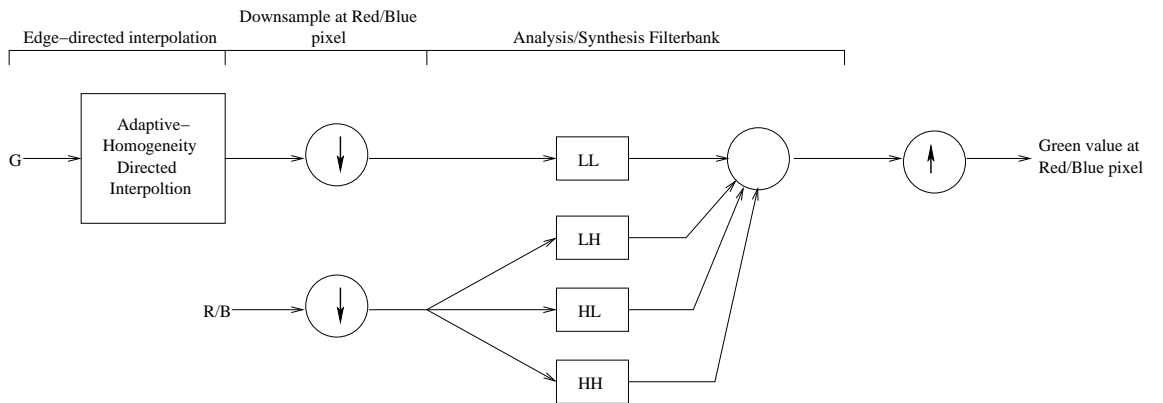 Edge−directed interpolation
Downsample at Red/Blue
pixel
Analysis/Synthesis Filterbank
G
Adaptive−
Homogeneity
Directed
Interpoltion
LL
Green value at
Red/Blue pixel
LH
R/B
HL
HH